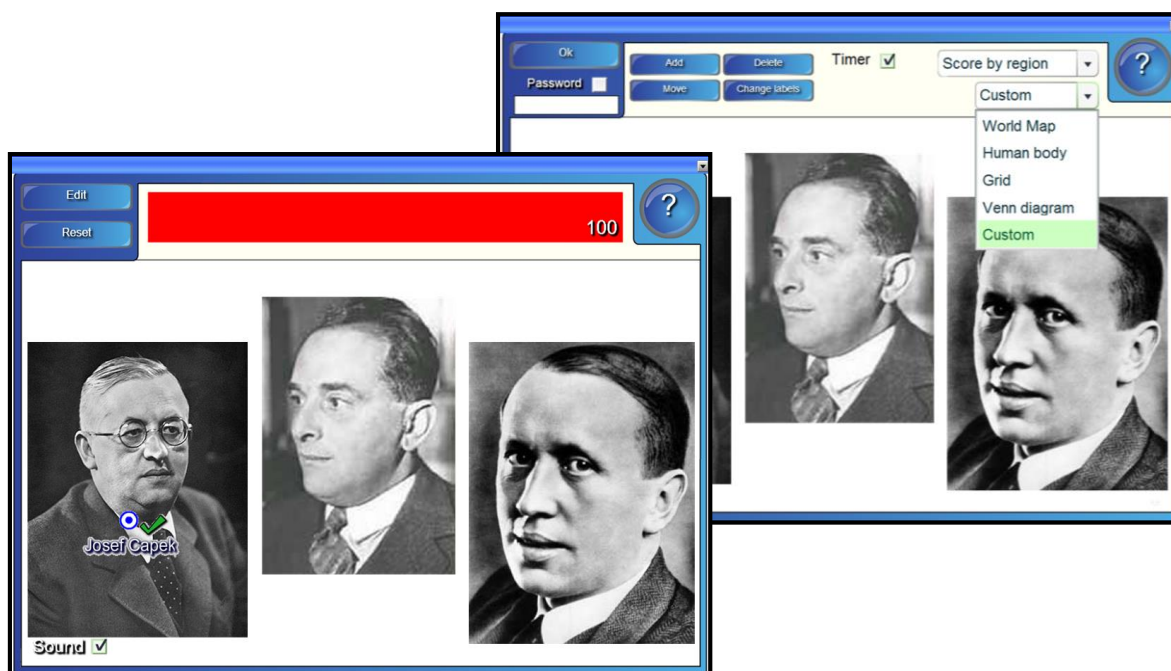 Ok
Password
Add
Delete
Move
Change labels
Timer
Score by region
?
Custom
World Map
Human body
Grid
Venn diagram
Custom
Edit
Reset
100
?
Josef Capek
Sound